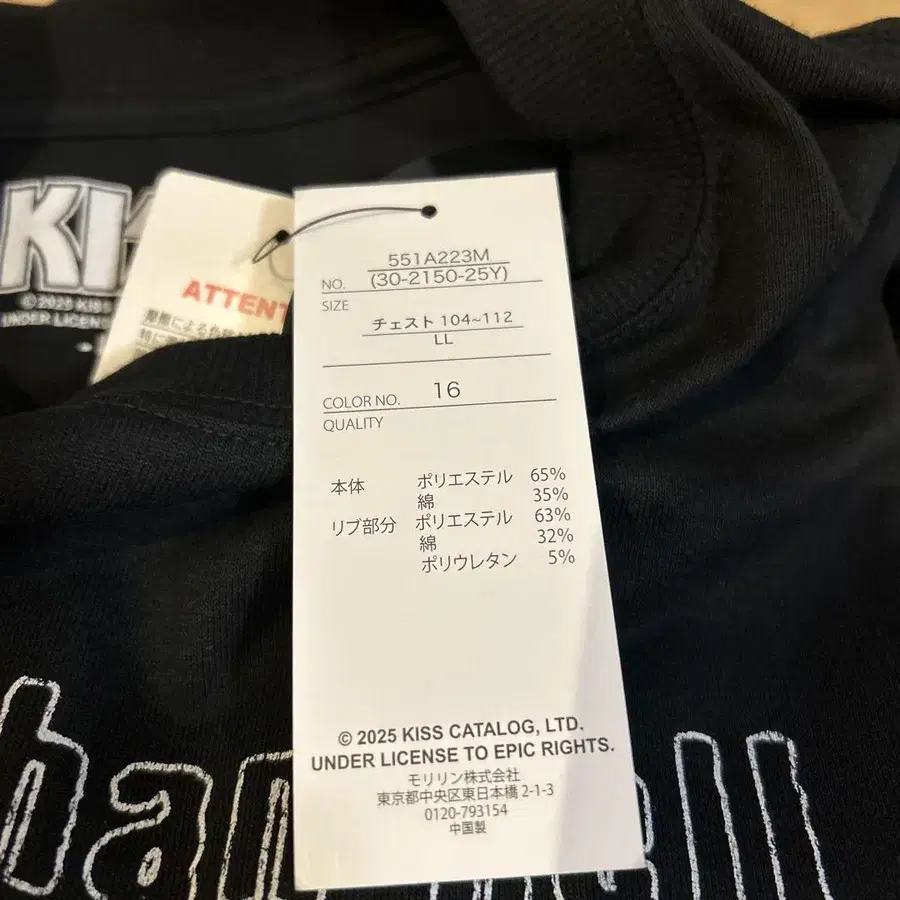 KI
© 2025 KISS
UNDER LICEN
ATTENT
NO.
551A223M
(30-2150-25Y)
SIZE
チェスト 104~112
LL
COLOR NO. 16
QUALITY
本体 ポリエステル 65%
綿 35%
リブ部分 ポリエステル 63%
綿 32%
ポリウレタン 5%
© 2025 KISS CATALOG, LTD.
UNDER LICENSE TO EPIC RIGHTS.
モリリン株式会社
東京都中央区東日本橋 2-1-3
0120-793154
中国製